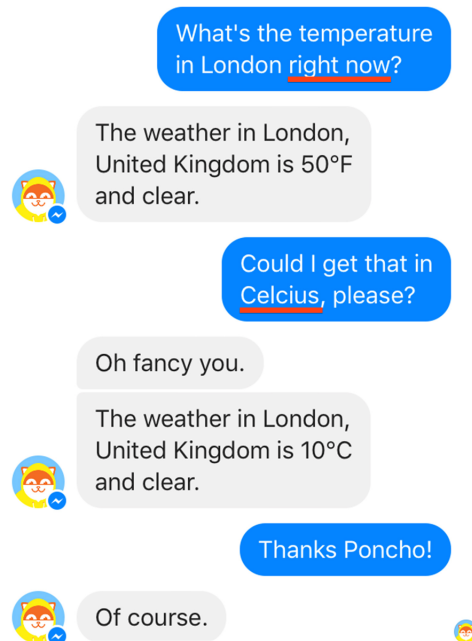 What's the temperature
in London right now?
The weather in London,
United Kingdom is 50°F
and clear.
Could I get that in
Celcius, please?
Oh fancy you.
The weather in London,
United Kingdom is 10°C
and clear.
Thanks Poncho!
Of course.